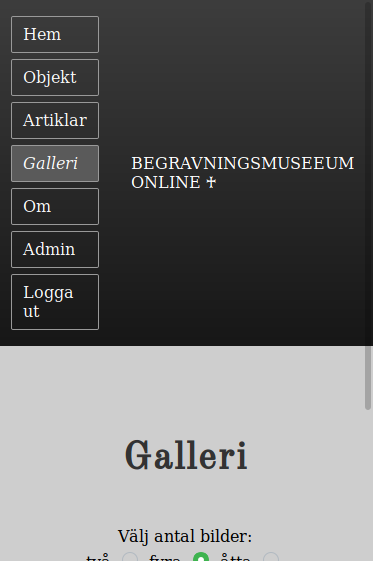 Hem
Objekt
Artiklar
Galleri
Om
Admin
Logga
ut
BEGRAVNINGSMUSEEUM
ONLINE ♰
Galleri
Välj antal bilder:
två fyra åtta